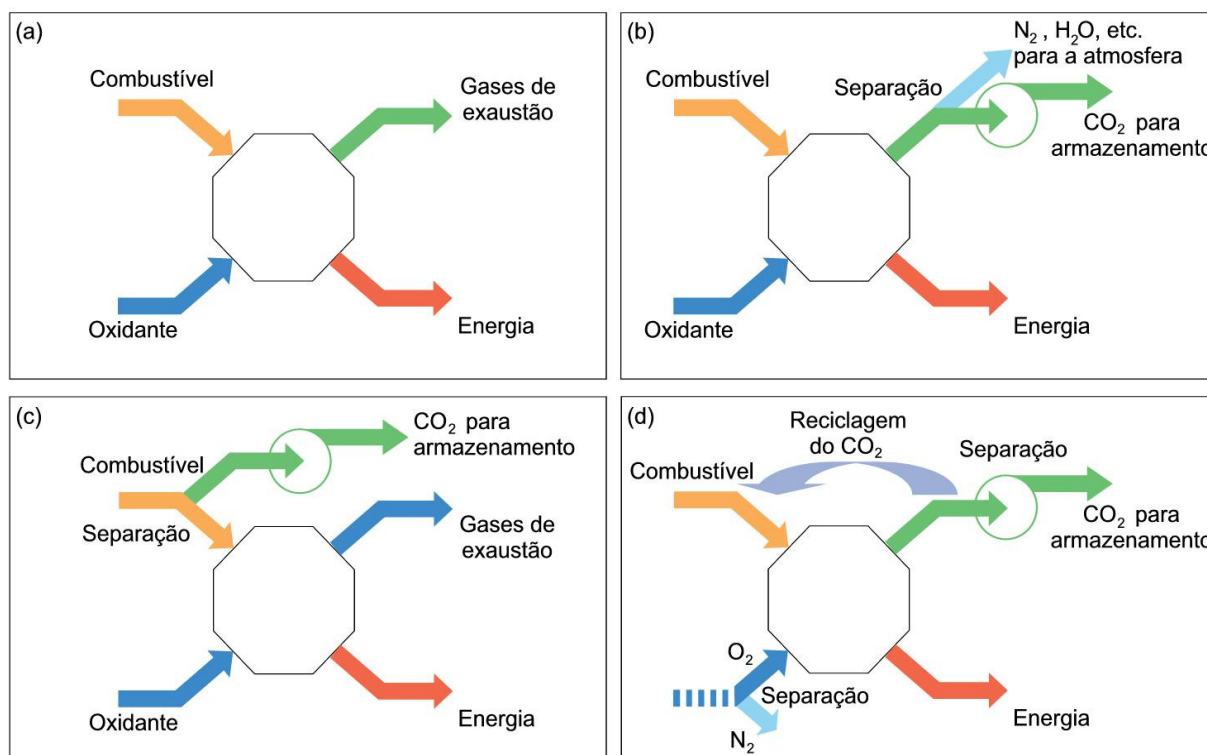 (a)
Combustível
Gases de
exaustão
Oxidante
Energia
(b)
N₂ , H₂O, etc.
para a atmosfera
Combustível
Separação
CO₂ para
armazenamento
Oxidante
Energia
(c)
CO₂ para
armazenamento
Combustível
Separação
Gases de
exaustão
Oxidante
Energia
(d)
Reciclagem
do CO₂
Separação
Combustível
CO₂ para
armazenamento
O₂
Separação
N₂
Energia